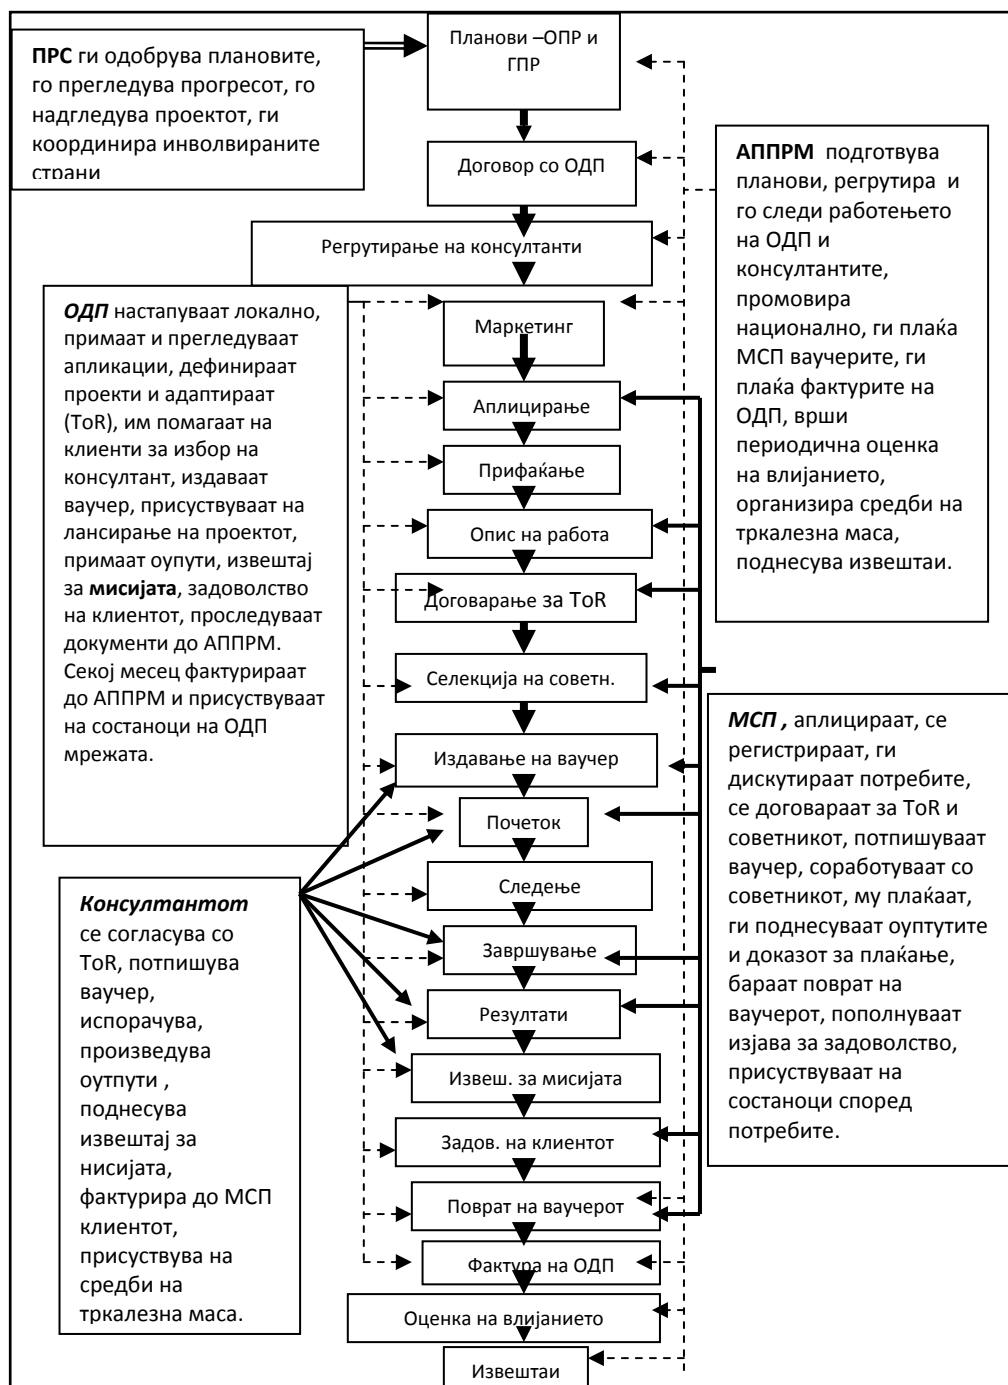 ПРС ги одобрува плановите,
го прегледува прогресот, го
надгледува проектот, ги
координира инволвираните
страни
Планови –ОПР и
ГПР
Договор со ОДП
Регрутирање на консултанти
АППРМ подготвува
планови, регрутира и
го следи работењето
на ОДП и
консултантите,
промовира
национално, ги плаќа
МСП ваучерите, ги
плаќа фактурите на
ОДП, врши
периодична оценка
на влијанието,
организира средби на
тркалезна маса,
поднесува извештаи.
ОДП настапуваат локално,
примаат и прегледуваат
апликации, дефинираат
проекти и адаптираат
(ToR), им помагаат на
клиенти за избор на
консултант, издаваат
ваучер, присуствуваат на
лансирање на проектот,
примаат оупути, извештај
за мисијата, задоволство
на клиентот, проследуваат
документи до АППРМ.
Секој месец фактурираат
до АППРМ и присуствуваат
на состаноци на ОДП
мрежата.
Маркетинг
Аплицирање
Прифаќање
Опис на работа
Договарање за ToR
Селекција на советн.
Издавање на ваучер
Почеток
Следење
Завршување
Резултати
Извеш. за мисијата
Задов. на клиентот
Поврат на ваучерот
Фактура на ОДП
Оценка на влијанието
Извештаи
МСП , аплицираат, се
регистрираат, ги
дискутираат потребите,
се договараат за ToR и
советникот, потпишуваат
ваучер, соработуваат со
советникот, му плаќаат,
ги поднесуваат оуптутите
и доказот за плаќање,
бараат поврат на
ваучерот, пополнуваат
изјава за задоволство,
присуствуваат на
состаноци според
потребите.
Консултантот
се согласува со
ToR, потпишува
ваучер,
испорачува,
произведува
оутпути ,
поднесува
извештај за
нисијата,
фактурира до МСП
клиентот,
присуствува на
средби на
тркалезна маса.